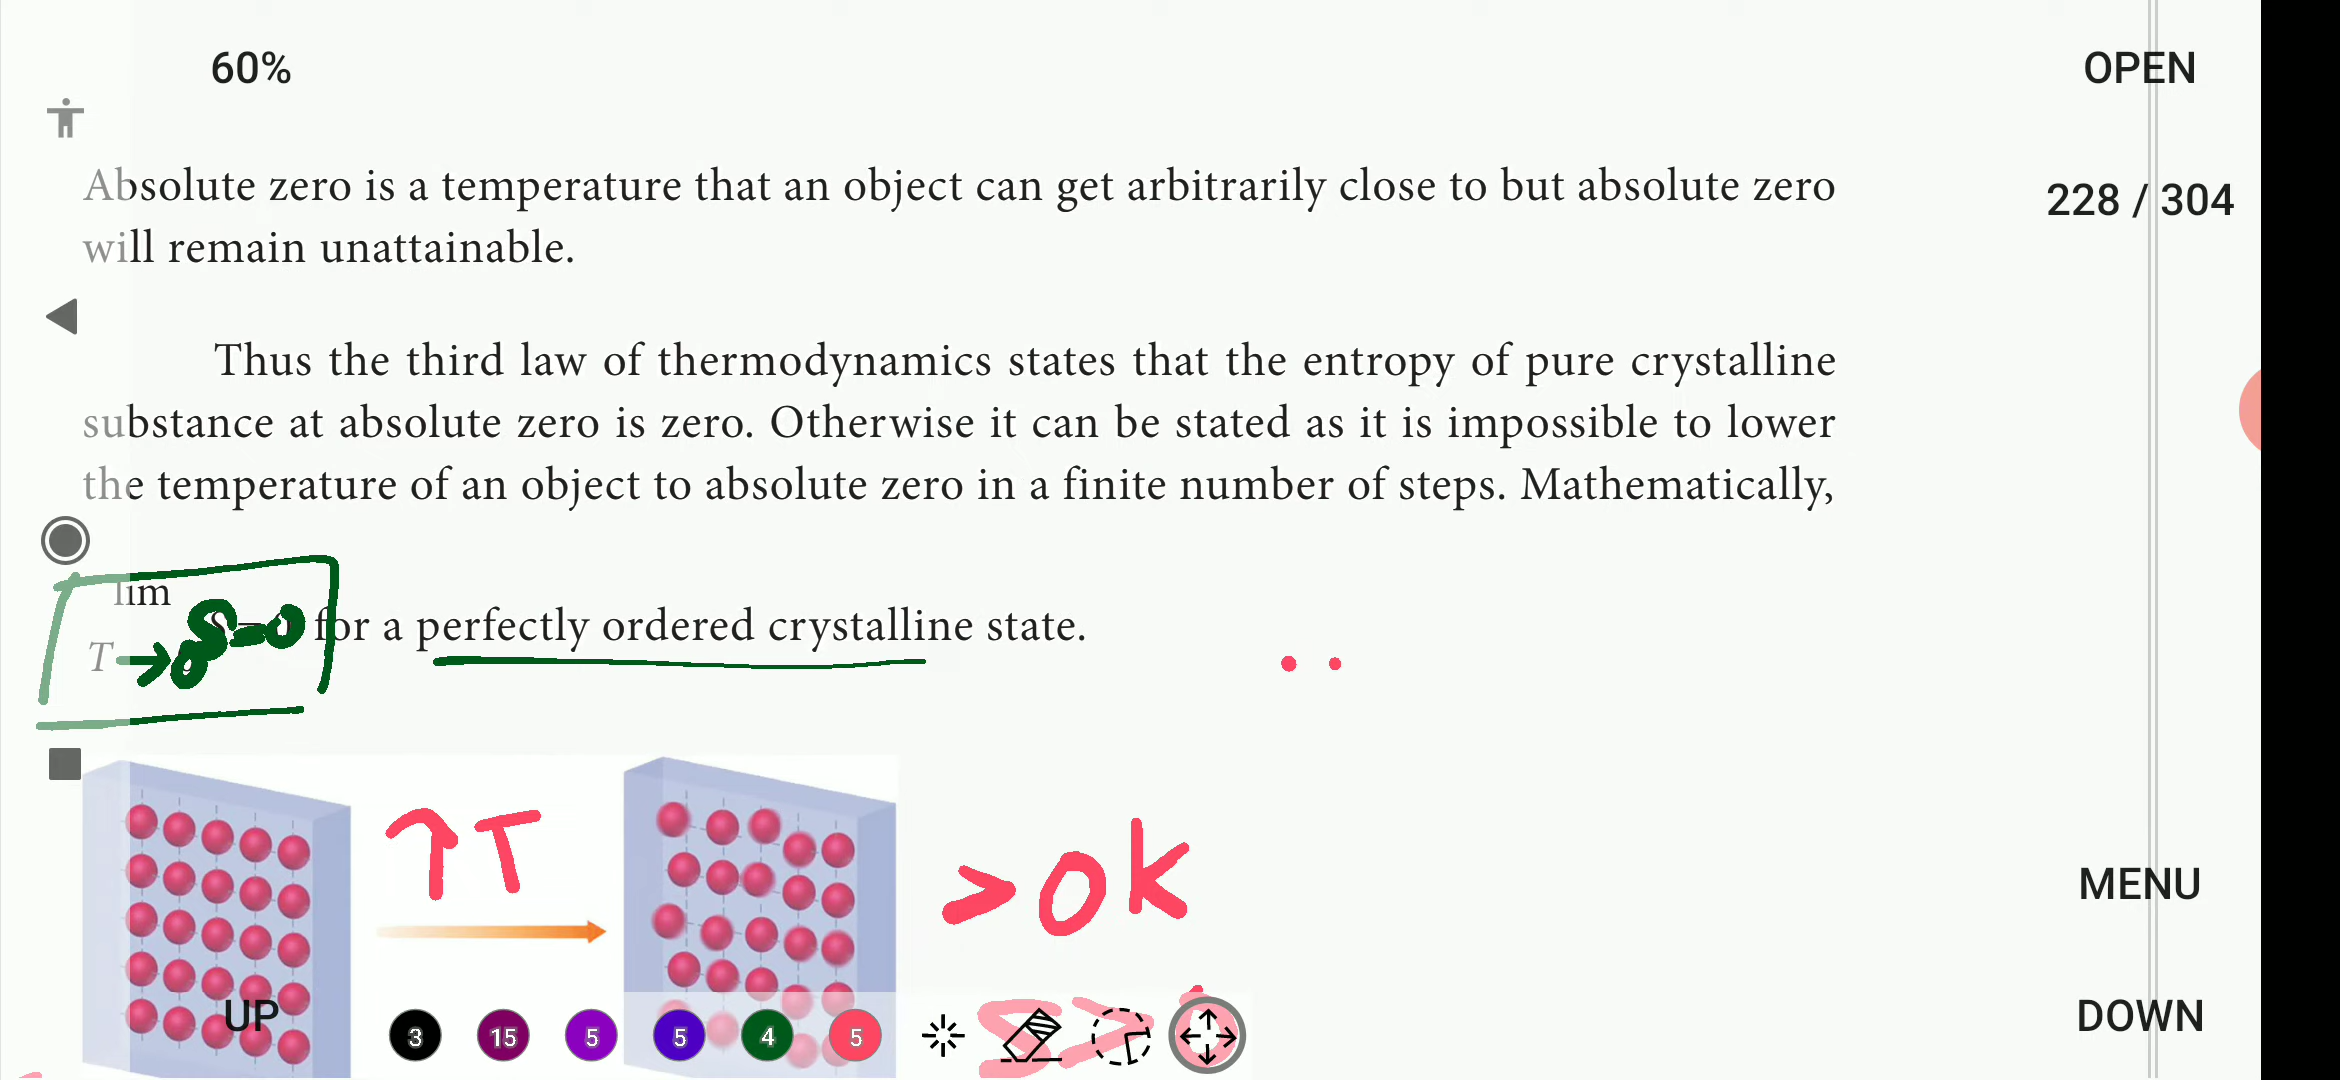 60%
OPEN
228 / 304
Absolute zero is a temperature that an object can get arbitrarily close to but absolute zero
will remain unattainable.
Thus the third law of thermodynamics states that the entropy of pure crystalline
substance at absolute zero is zero. Otherwise it can be stated as it is impossible to lower
the temperature of an object to absolute zero in a finite number of steps. Mathematically,
lim
S=0 for a perfectly ordered crystalline state.
T→0
↑T
>0K
MENU
UP
3 15 5 5 4 5
S>0
DOWN